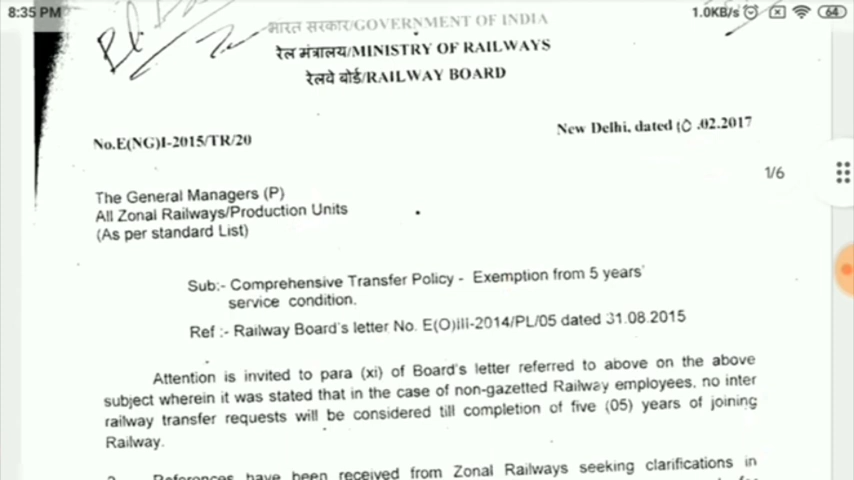 8:35 PM
1.0KB/s
64
भारत सरकार/GOVERNMENT OF INDIA
रेल मंत्रालय/MINISTRY OF RAILWAYS
रेलवे बोर्ड/RAILWAY BOARD
No.E(NG)I-2015/TR/20
New Delhi, dated 10.02.2017
1/6
The General Managers (P)
All Zonal Railways/Production Units
(As per standard List)
Sub:- Comprehensive Transfer Policy - Exemption from 5 years'
service condition.
Ref :- Railway Board's letter No. E(O)III-2014/PL/05 dated 31.08.2015
Attention is invited to para (xi) of Board's letter referred to above on the above
subject wherein it was stated that in the case of non-gazetted Railway employees, no inter
railway transfer requests will be considered till completion of five (05) years of joining
Railway.
References have been received from Zonal Railways seeking clarifications in